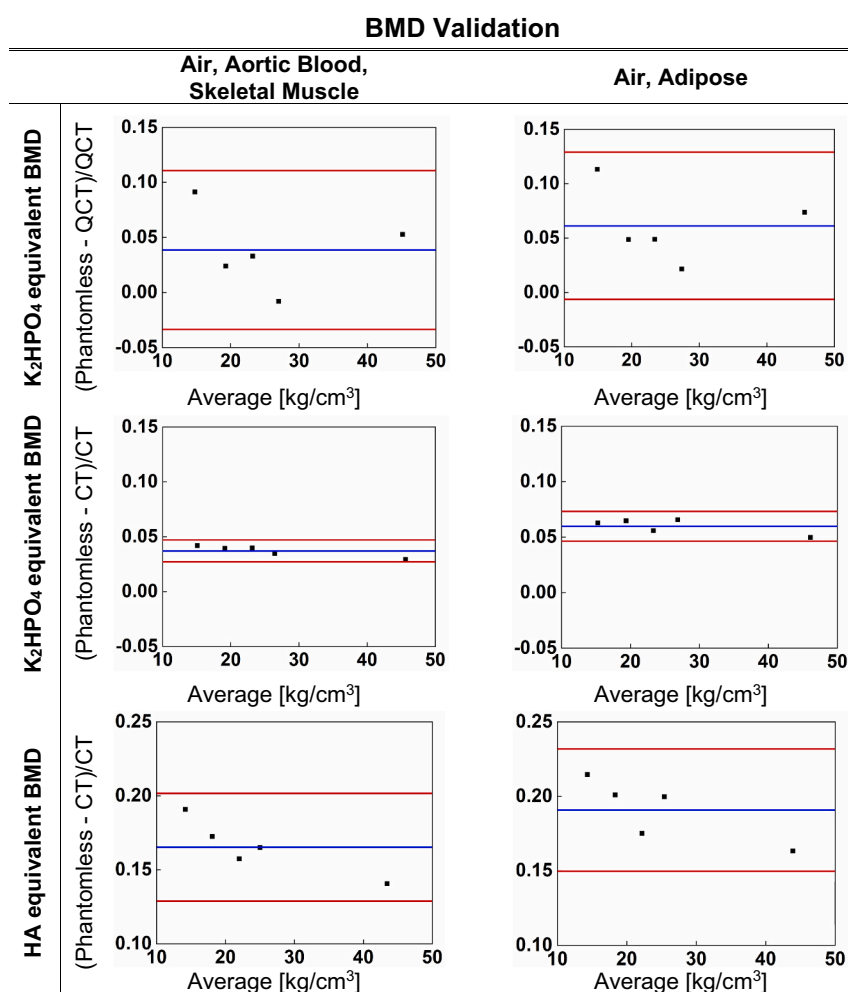 BMD Validation
Air, Aortic Blood,
Skeletal Muscle
Air, Adipose
K₂HPO₄ equivalent BMD
(Phantomless - QCT)/QCT
0.15
0.10
0.05
0.00
-0.05
10 20 30 40 50
Average [kg/cm³]
0.15
0.10
0.05
0.00
-0.05
10 20 30 40 50
Average [kg/cm³]
K₂HPO₄ equivalent BMD
(Phantomless - CT)/CT
0.15
0.10
0.05
0.00
-0.05
10 20 30 40 50
Average [kg/cm³]
0.15
0.10
0.05
0.00
-0.05
10 20 30 40 50
Average [kg/cm³]
HA equivalent BMD
(Phantomless - CT)/CT
0.25
0.20
0.15
0.10
10 20 30 40 50
Average [kg/cm³]
0.25
0.20
0.15
0.10
10 20 30 40 50
Average [kg/cm³]